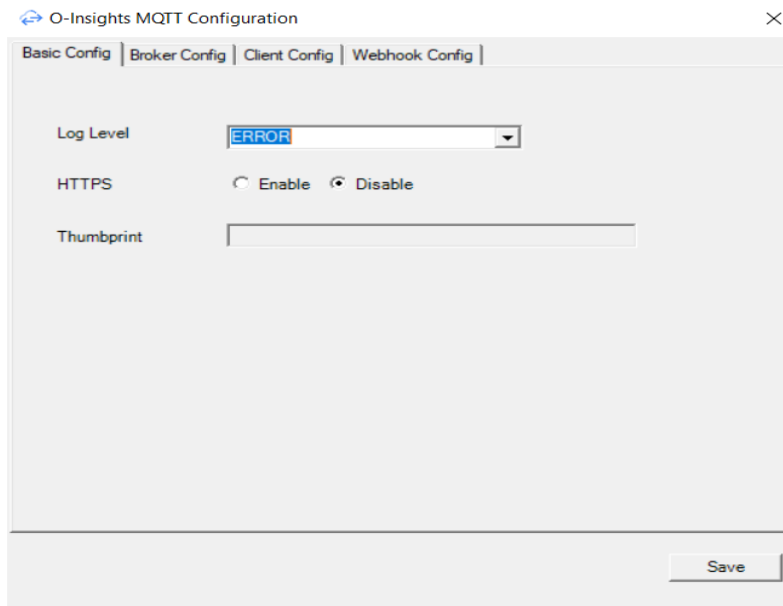 O-Insights MQTT Configuration
Basic Config Broker Config Client Config Webhook Config
Log Level ERROR
HTTPS Enable Disable
Thumbprint
Save